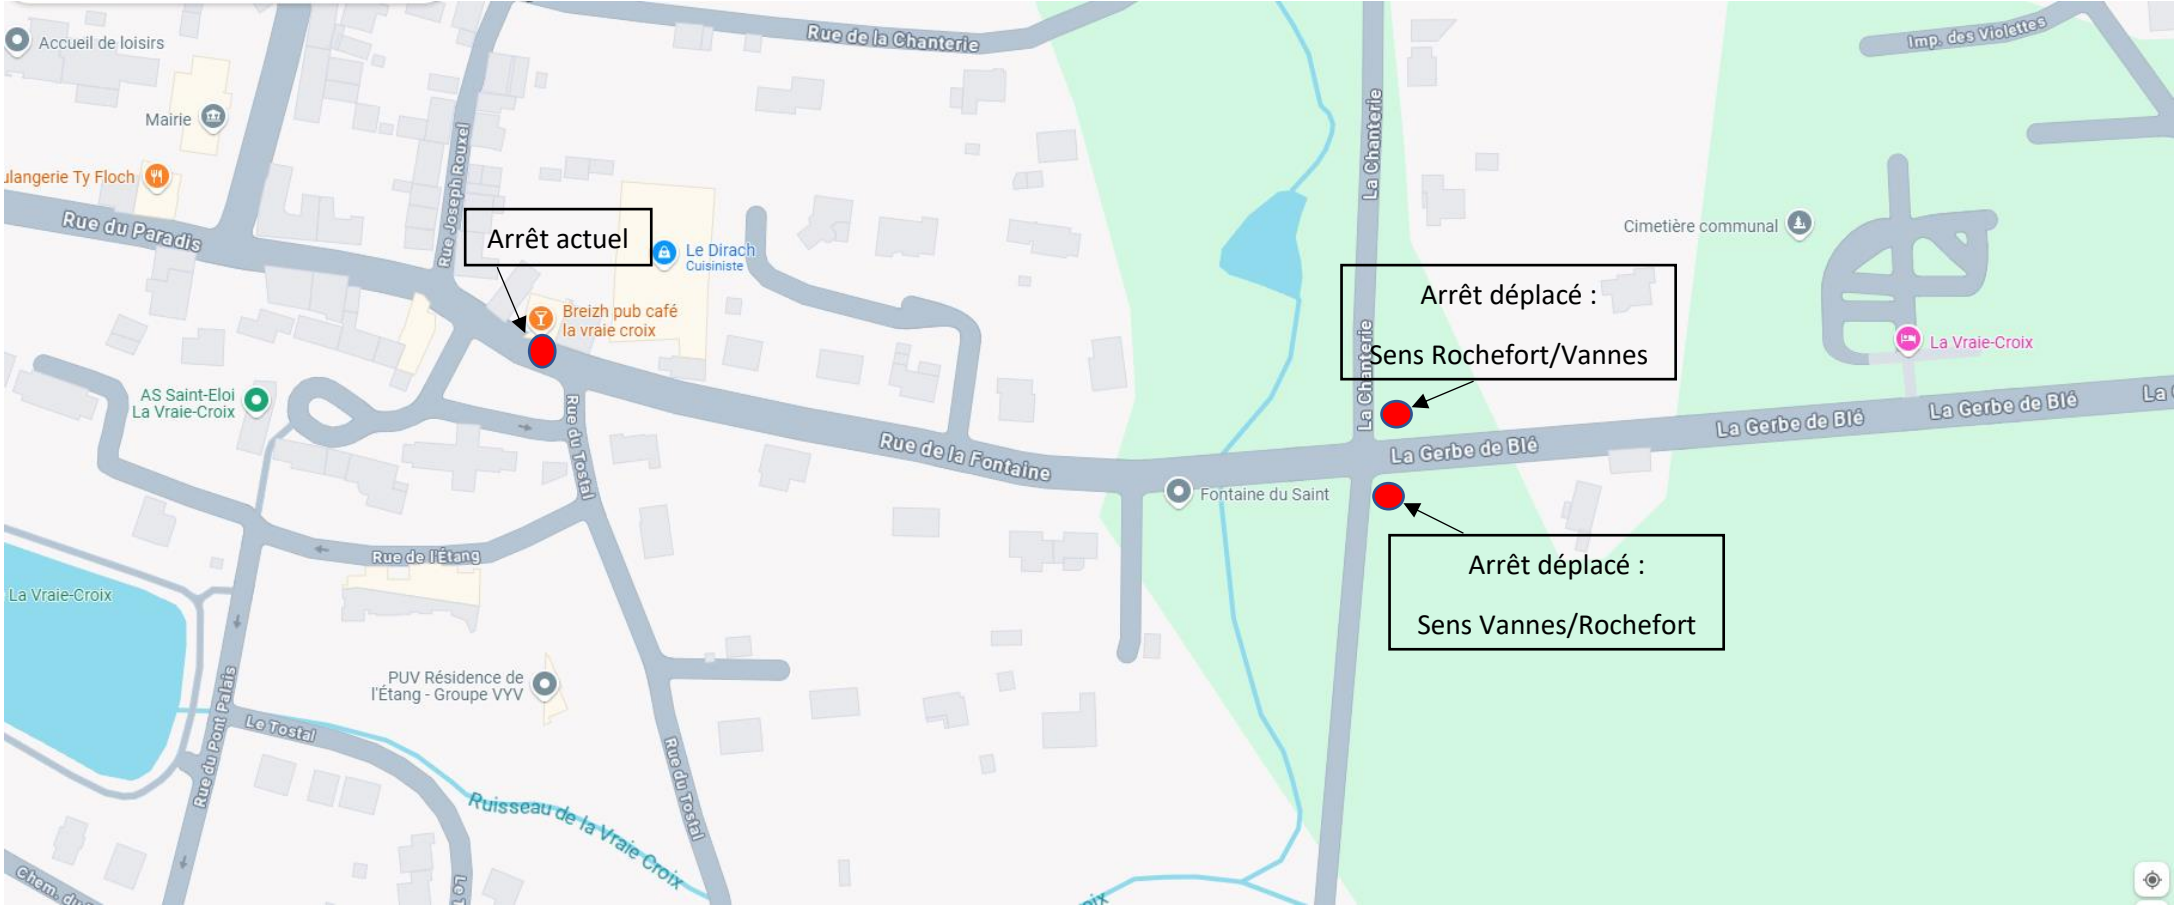 Accueil de loisirs
Rue de la Chanterie
Imp. des Violettes
Mairie
La Chanterie
Rue Joseph Rouxel
ulangerie Ty Floch
Rue du Paradis
Arrêt actuel
Le Dirach
Cuisiniste
Cimetière communal
Arrêt déplacé :
Sens Rochefort/Vannes
La Chanterie
Breizh pub café
la vraie croix
La Vraie-Croix
AS Saint-Eloi
La Vraie-Croix
Rue du Tostal
Rue de la Fontaine
La Gerbe de Blé
La Gerbe de Blé
La Gerbe de Blé
La
Fontaine du Saint
Arrêt déplacé :
Sens Vannes/Rochefort
Rue de l'Étang
La Vraie-Croix
PUV Résidence de
l'Étang - Groupe VYV
Rue du Pont Palais
Le Tostal
Rue du Tostal
Ruisseau de la Vraie Croix
Chem. du
Le T
oix